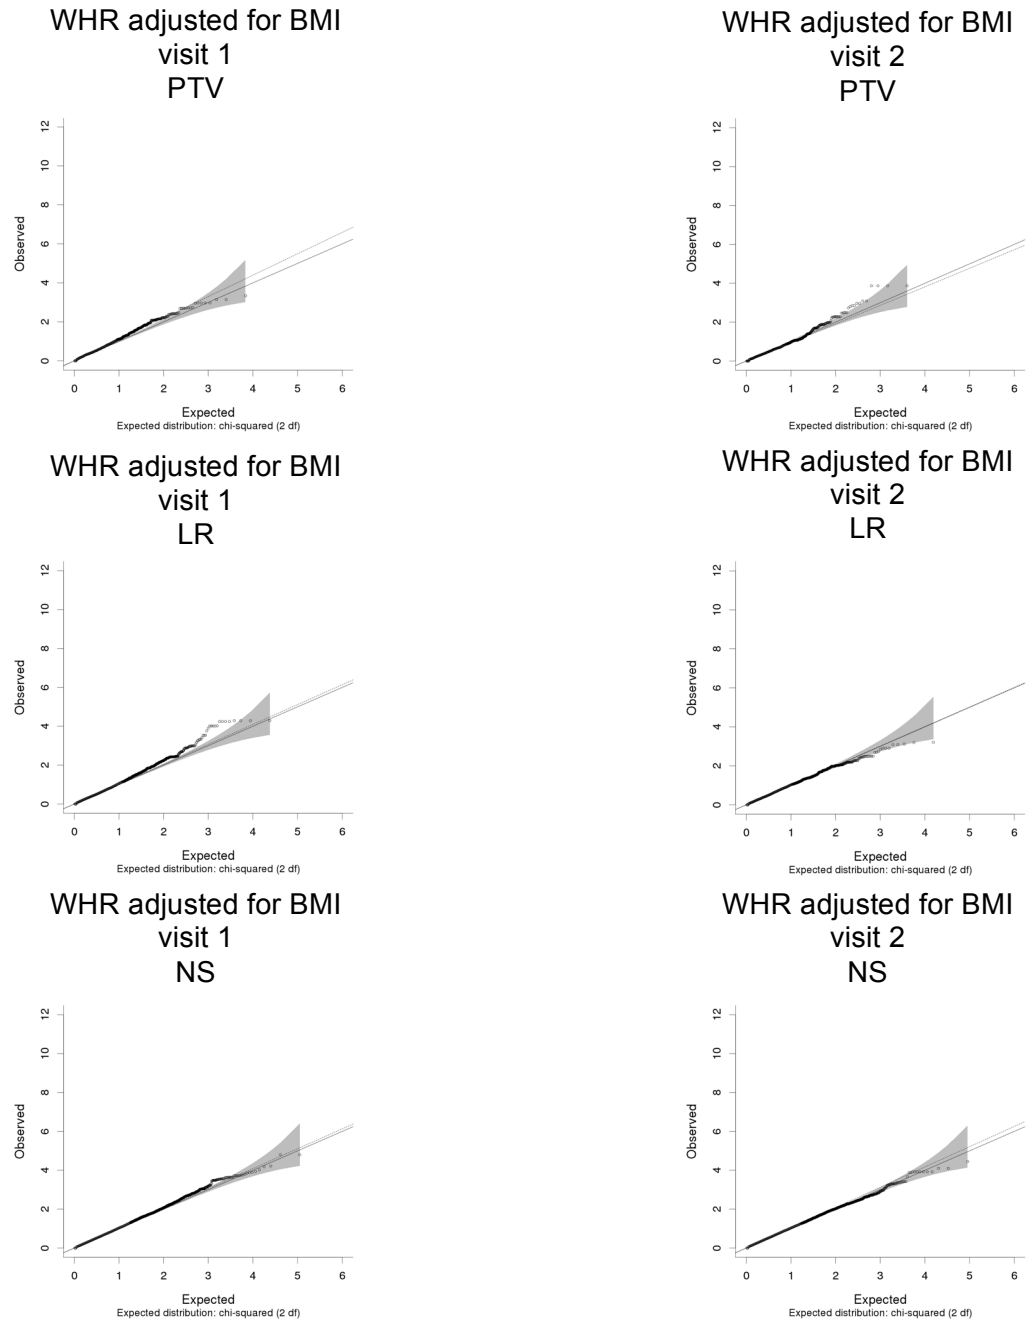 WHR adjusted for BMI
visit 1
PTV
12
10
8
6
4
2
0
Observed
0 1 2 3 4 5 6
Expected
Expected distribution: chi-squared (2 df)
WHR adjusted for BMI
visit 2
PTV
12
10
8
6
4
2
0
Observed
0 1 2 3 4 5 6
Expected
Expected distribution: chi-squared (2 df)
WHR adjusted for BMI
visit 1
LR
12
10
8
6
4
2
0
Observed
0 1 2 3 4 5 6
Expected
Expected distribution: chi-squared (2 df)
WHR adjusted for BMI
visit 2
LR
12
10
8
6
4
2
0
Observed
0 1 2 3 4 5 6
Expected
Expected distribution: chi-squared (2 df)
WHR adjusted for BMI
visit 1
NS
12
10
8
6
4
2
0
Observed
0 1 2 3 4 5 6
Expected
Expected distribution: chi-squared (2 df)
WHR adjusted for BMI
visit 2
NS
12
10
8
6
4
2
0
Observed
0 1 2 3 4 5 6
Expected
Expected distribution: chi-squared (2 df)